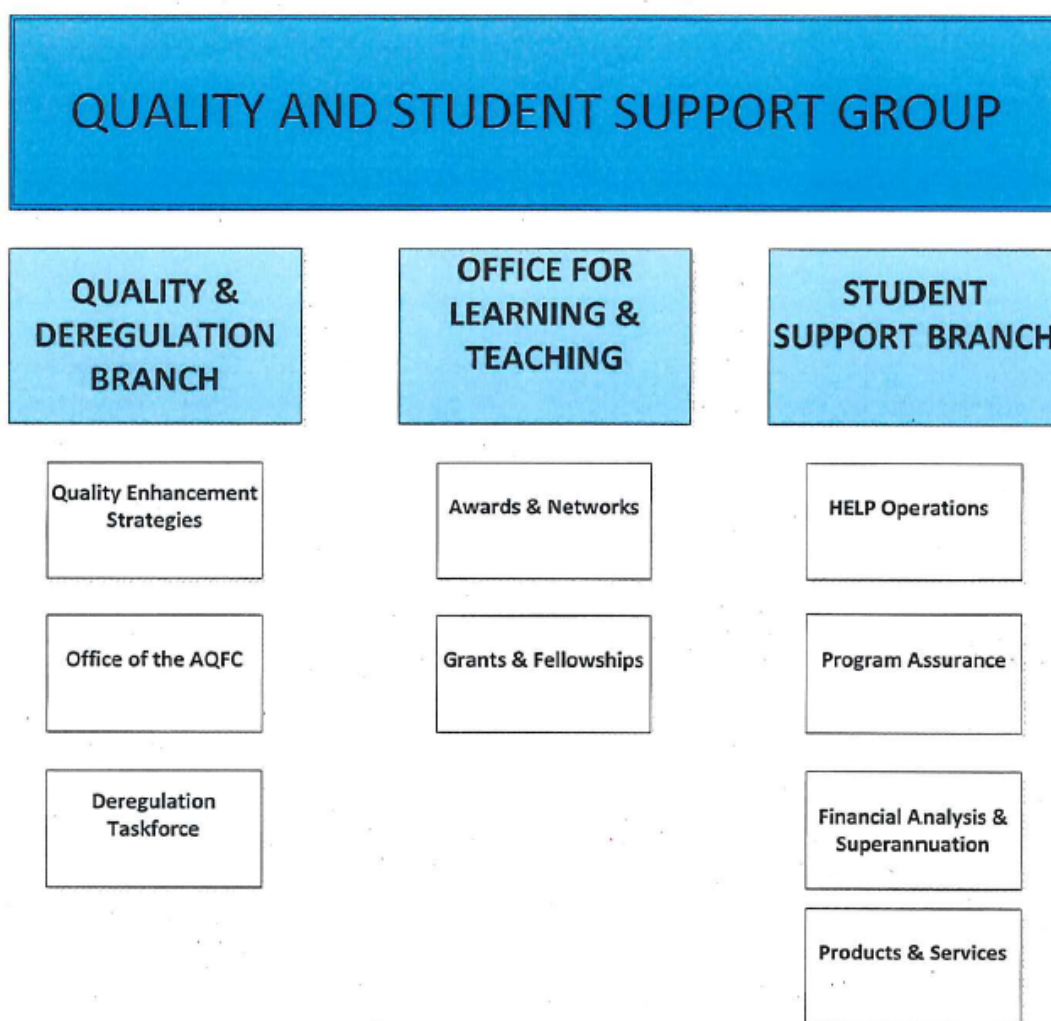 QUALITY AND STUDENT SUPPORT GROUP
QUALITY &
DEREGULATION
BRANCH
Quality Enhancement
Strategies
Office of the AQFC
Deregulation
Taskforce
OFFICE FOR
LEARNING &
TEACHING
Awards & Networks
Grants & Fellowships
STUDENT
SUPPORT BRANCH
HELP Operations
Program Assurance
Financial Analysis &
Superannuation
Products & Services